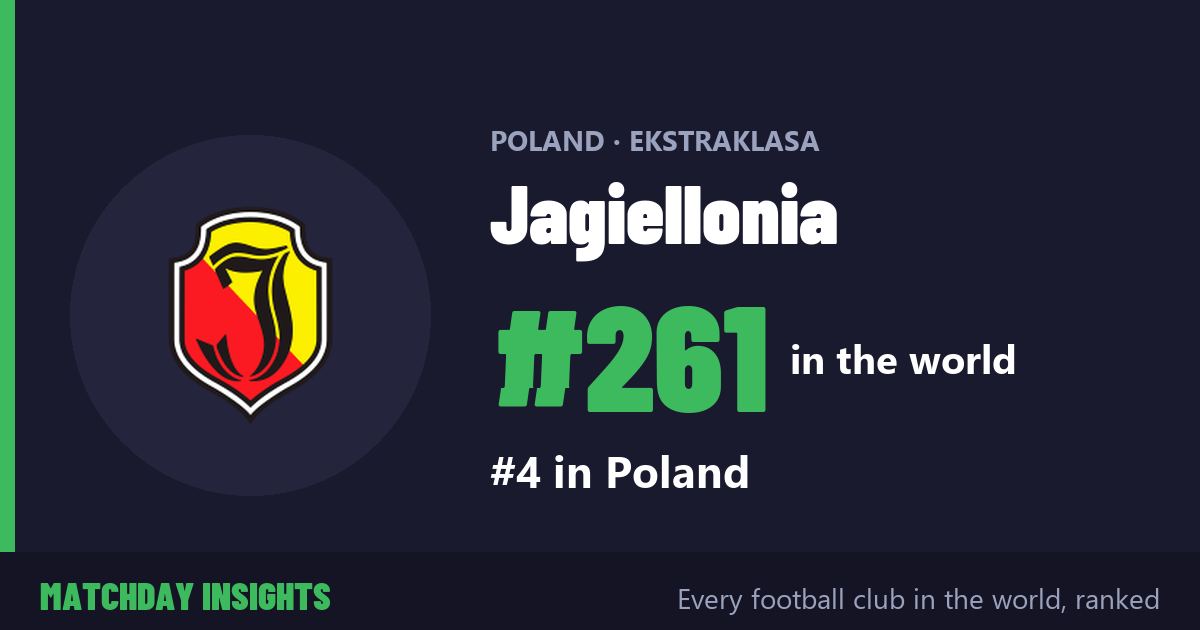 POLAND · EKSTRAKLASA
Jagiellonia
J
#261 in the world
#4 in Poland
MATCHDAY INSIGHTS
Every football club in the world, ranked